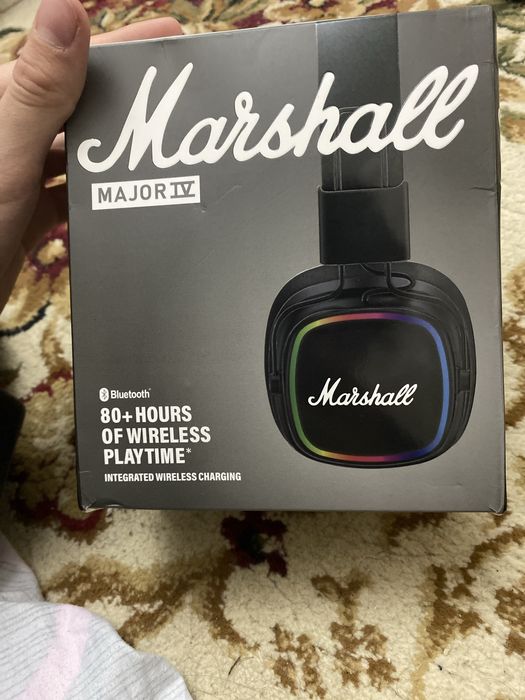 Marshall
MAJOR IV
Marshall
Bluetooth®
80+ HOURS
OF WIRELESS
PLAYTIME*
INTEGRATED WIRELESS CHARGING